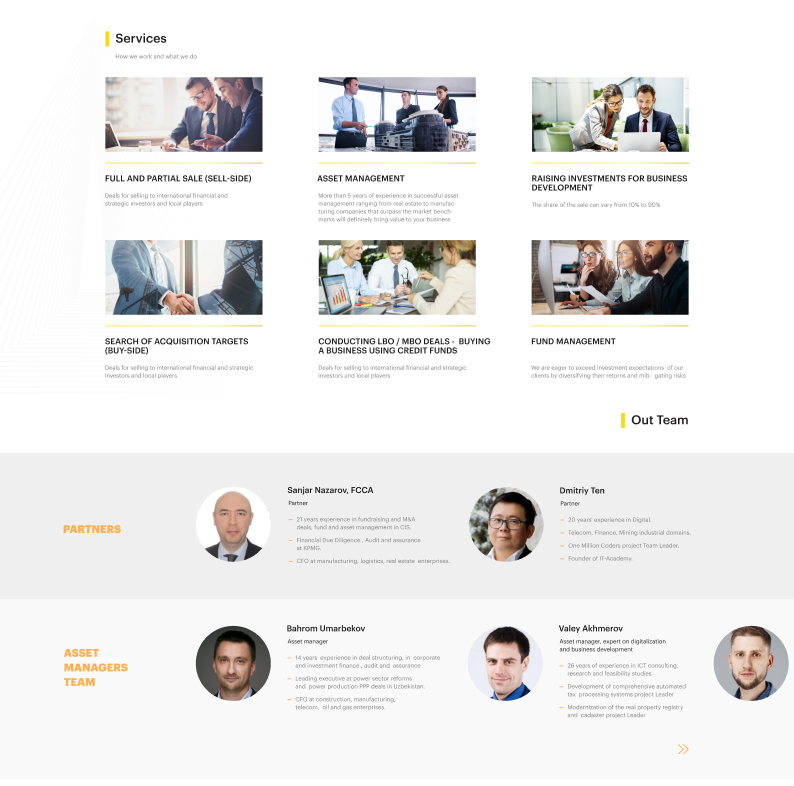 Services
How we work and what we do
FULL AND PARTIAL SALE (SELL-SIDE)
Deals for selling to international financial and
strategic investors and local players
ASSET MANAGEMENT
More than 5 years of experience in successful asset
management ranging from real estate to manufac-
turing companies that surpass the market bench-
marks will definitely bring value to your business
RAISING INVESTMENTS FOR BUSINESS
DEVELOPMENT
The share of the sale can vary from 10% to 90%
SEARCH OF ACQUISITION TARGETS
(BUY-SIDE)
Deals for selling to international financial and strategic
investors and local players
CONDUCTING LBO / MBO DEALS - BUYING
A BUSINESS USING CREDIT FUNDS
Deals for selling to international financial and strategic
investors and local players
FUND MANAGEMENT
We are eager to exceed investment expectations of our
clients by diversifying their returns and miti- gating risks
Out Team
PARTNERS
Sanjar Nazarov, FCCA
Partner
— 21 years experience in fundraising and M&A
deals, fund and asset management in CIS.
— Financial Due Diligence , Audit and assurance
at KPMG.
— CFO at manufacturing, logistics, real estate enterprises.
Dmitriy Ten
Partner
— 20 years' experience in Digital.
— Telecom, Finance, Mining industrial domains.
— One Million Coders project Team Leader.
— Founder of IT-Academy.
ASSET
MANAGERS
TEAM
Bahrom Umarbekov
Asset manager
— 14 years experience in deal structuring, in corporate
and investment finance., audit and assurance
— Leading executive at power sector reforms
and power production PPP deals in Uzbekistan.
— CFO at construction, manufacturing,
telecom, oil and gas enterprises.
Valey Akhmerov
Asset manager, expert on digitalization
and business development
— 26 years of experience in ICT consulting,
research and feasibility studies
— Development of comprehensive automated
tax processing systems project Leader
— Modernization of the real property registry
and cadaster project Leader